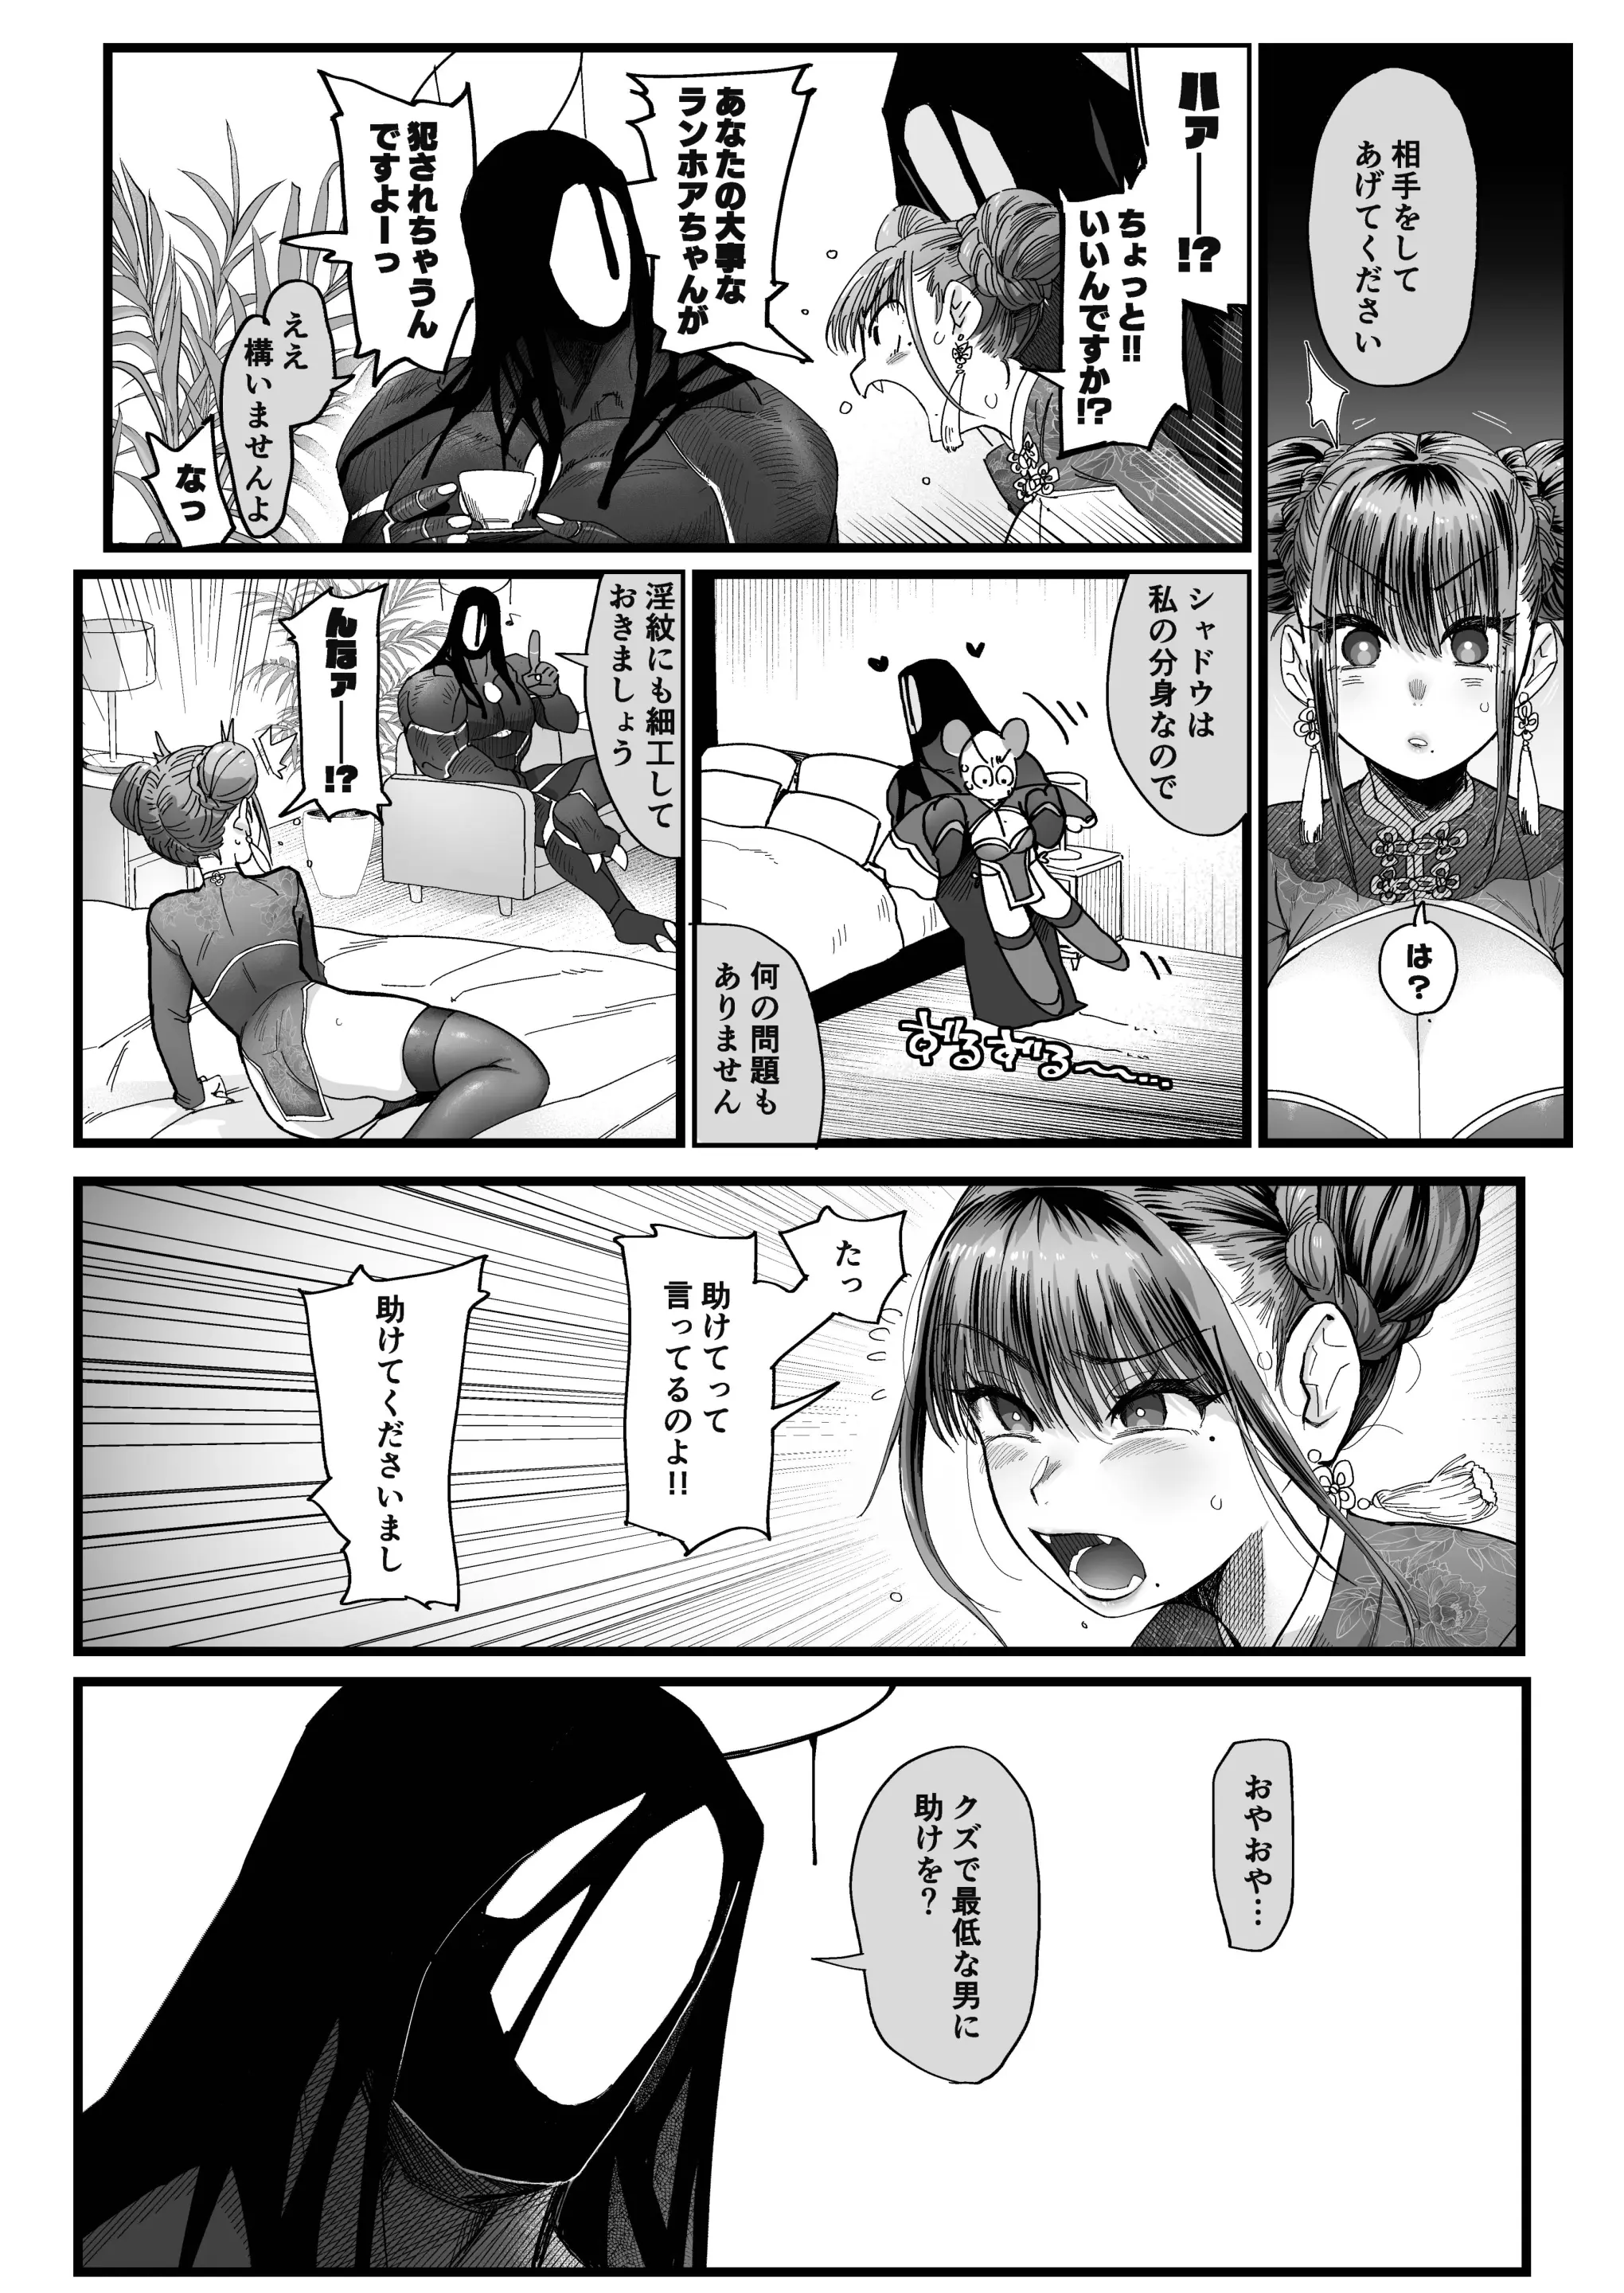 相手をして
あげてください
は？
ハァ――!?
ちょっと!!
いいんですか!?
あなたの大事な
ランホアちゃんが
犯されちゃうん
ですよーっ
ええ
構いませんよ
なっ
シャドウは
私の分身なので
ずるずる～～…
何の問題も
ありません
淫紋にも細工して
おきましょう
んなァ――!?
たっ
助けてって
言ってるのよ!!
助けてくださいまし
おやおや…
クズで最低な男に
助けを？